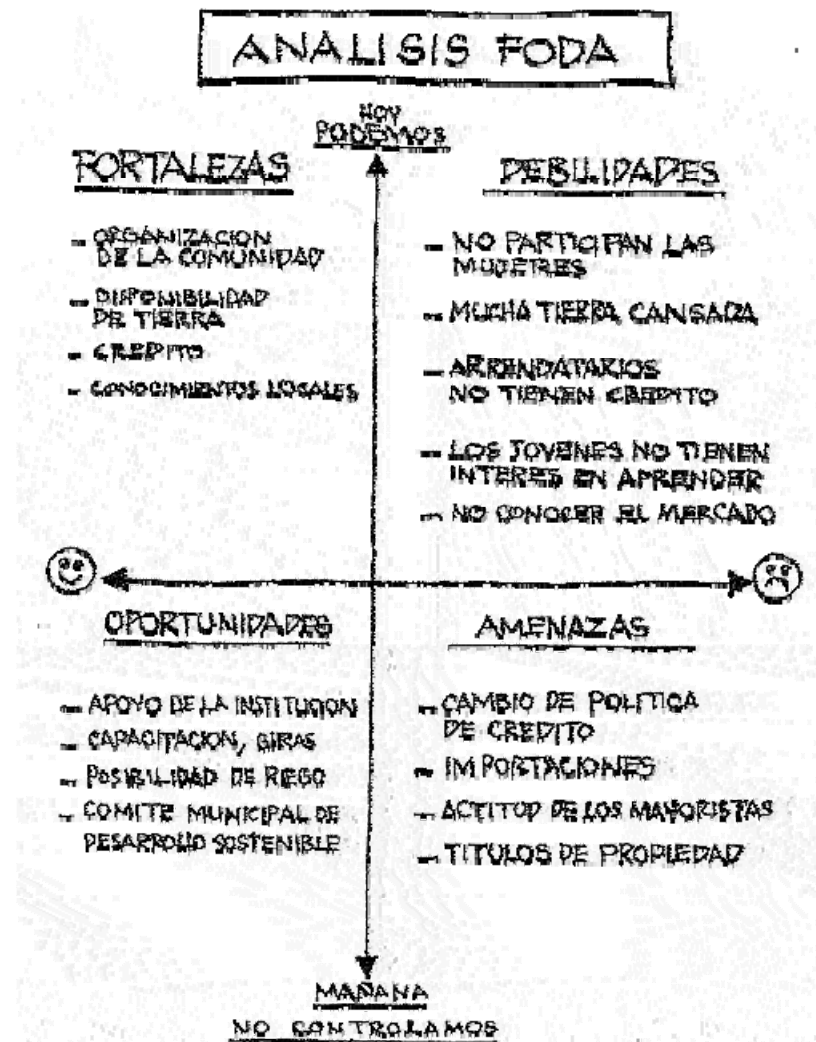 ANALISIS FODA
HOY
PODEMOS
FORTALEZAS
- ORGANIZACION
DE LA COMUNIDAD
- DISPONIBILIDAD
DE TIERRA
- CREDITO
- CONOCIMIENTOS LOCALES
DEBILIDADES
- NO PARTICIPAN LAS
MUJERES
- MUCHA TIERRA CANSADA
- ARRENDATARIOS
NO TIENEN CREDITO
- LOS JOVENES NO TIENEN
INTERES EN APRENDER
- NO CONOCER EL MERCADO
OPORTUNIDADES
- APOYO DE LA INSTITUCION
- CAPACITACION, GIRAS
- POSIBILIDAD DE RIEGO
- COMITE MUNICIPAL DE
DESARROLLO SOSTENIBLE
AMENAZAS
- CAMBIO DE POLITICA
DE CREDITO
- IMPORTACIONES
- ACTITUD DE LOS MAYORISTAS
- TITULOS DE PROPIEDAD
MAÑANA
NO CONTROLAMOS